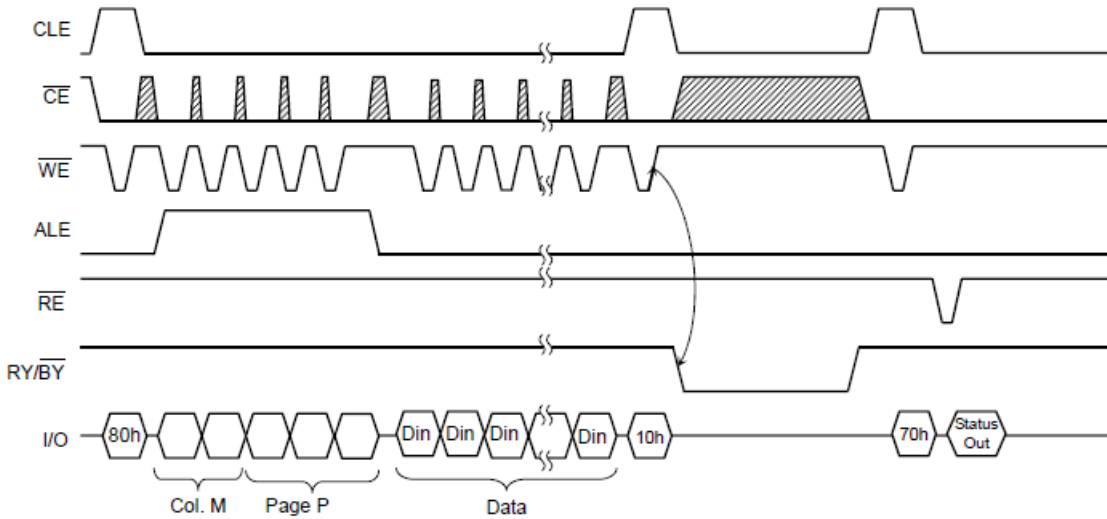 CLE
CE
WE
ALE
RE
RY/BY
I/O 80h Din Din Din Din 10h 70h Status
Out
Col. M Page P Data